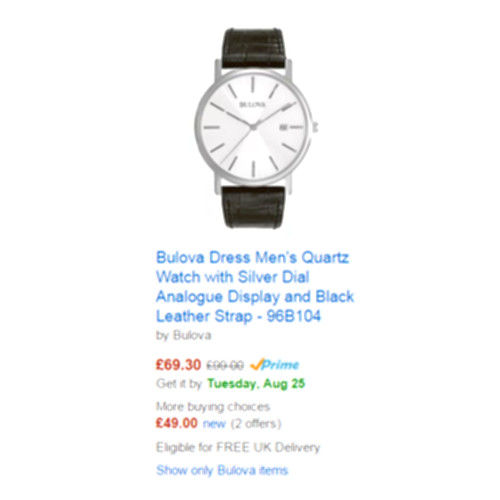 BULOVA
Bulova Dress Men's Quartz
Watch with Silver Dial
Analogue Display and Black
Leather Strap - 96B104
by Bulova
£69.30 £99.00 Prime
Get it by Tuesday, Aug 25
More buying choices
£49.00 new (2 offers)
Eligible for FREE UK Delivery
Show only Bulova items